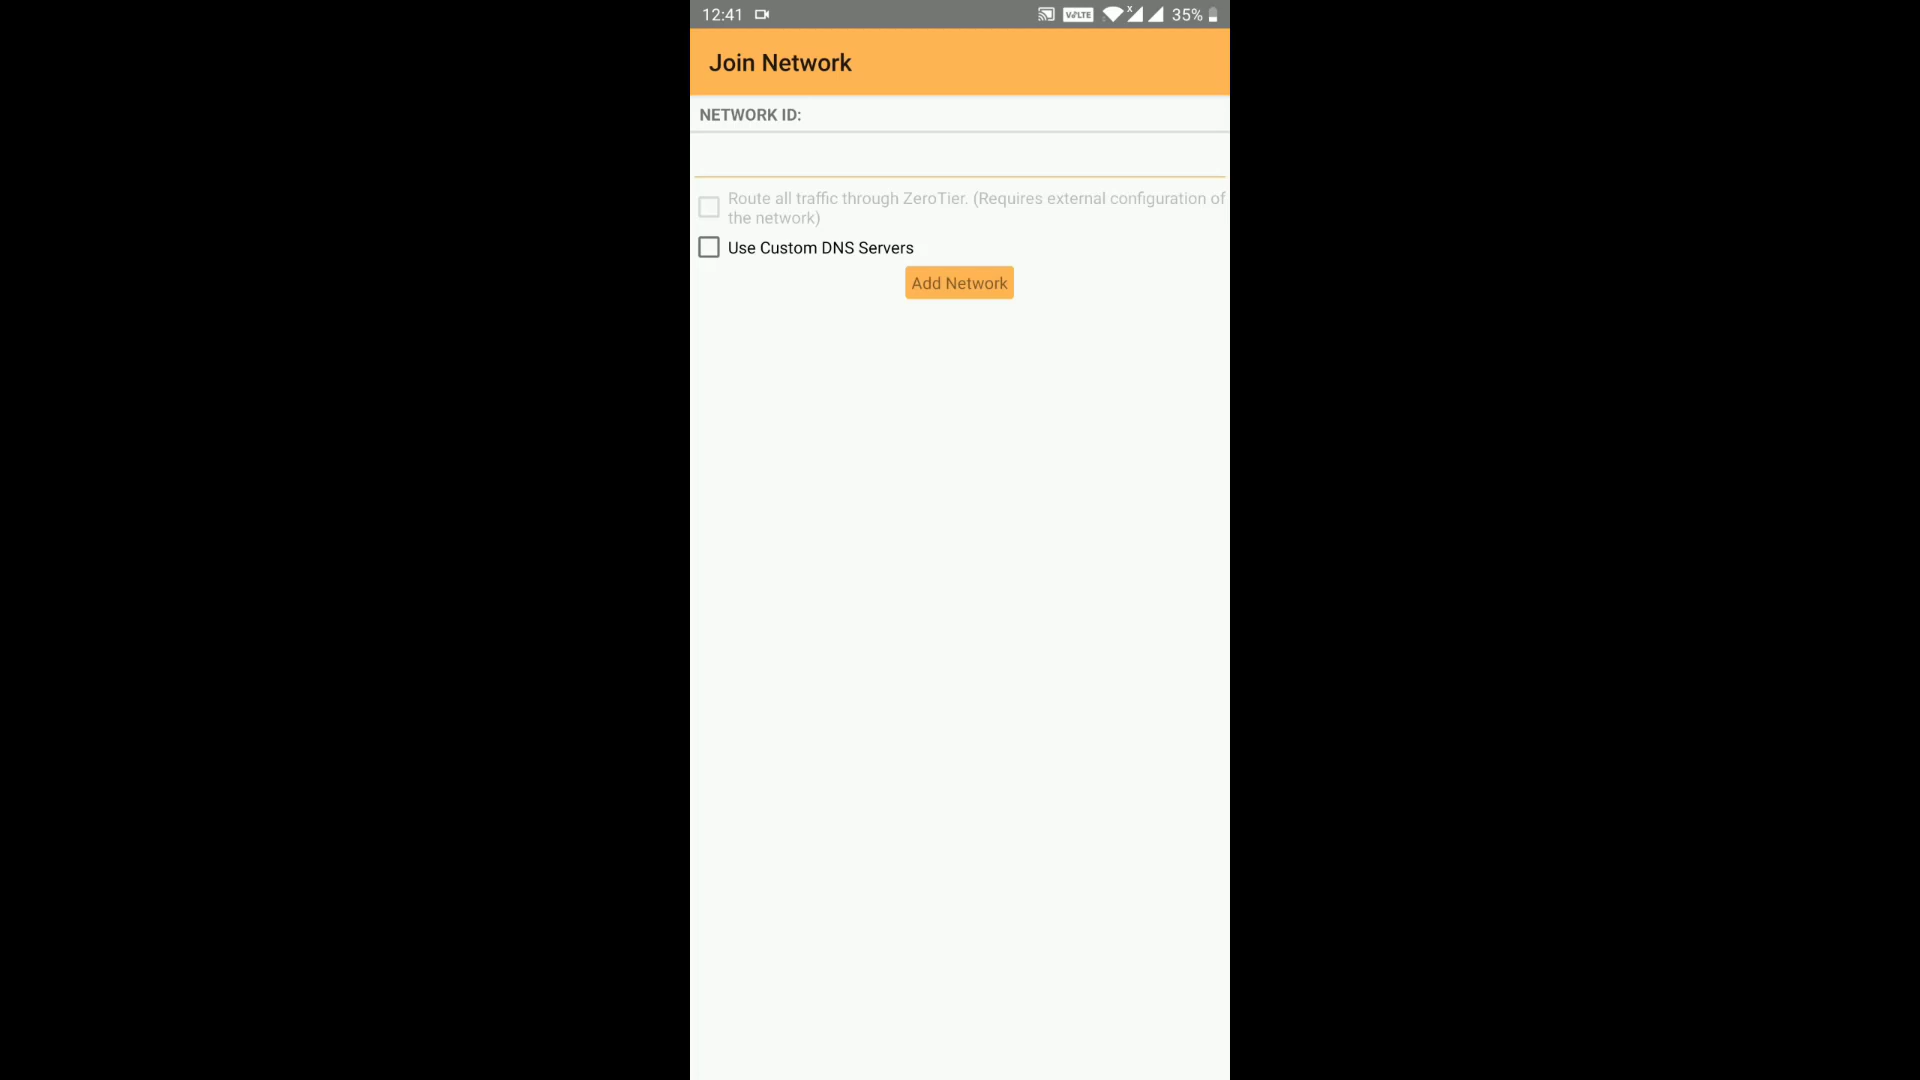 12:41 VoLTE x 35%
Join Network
NETWORK ID:
Route all traffic through ZeroTier. (Requires external configuration of
the network)
Use Custom DNS Servers
Add Network